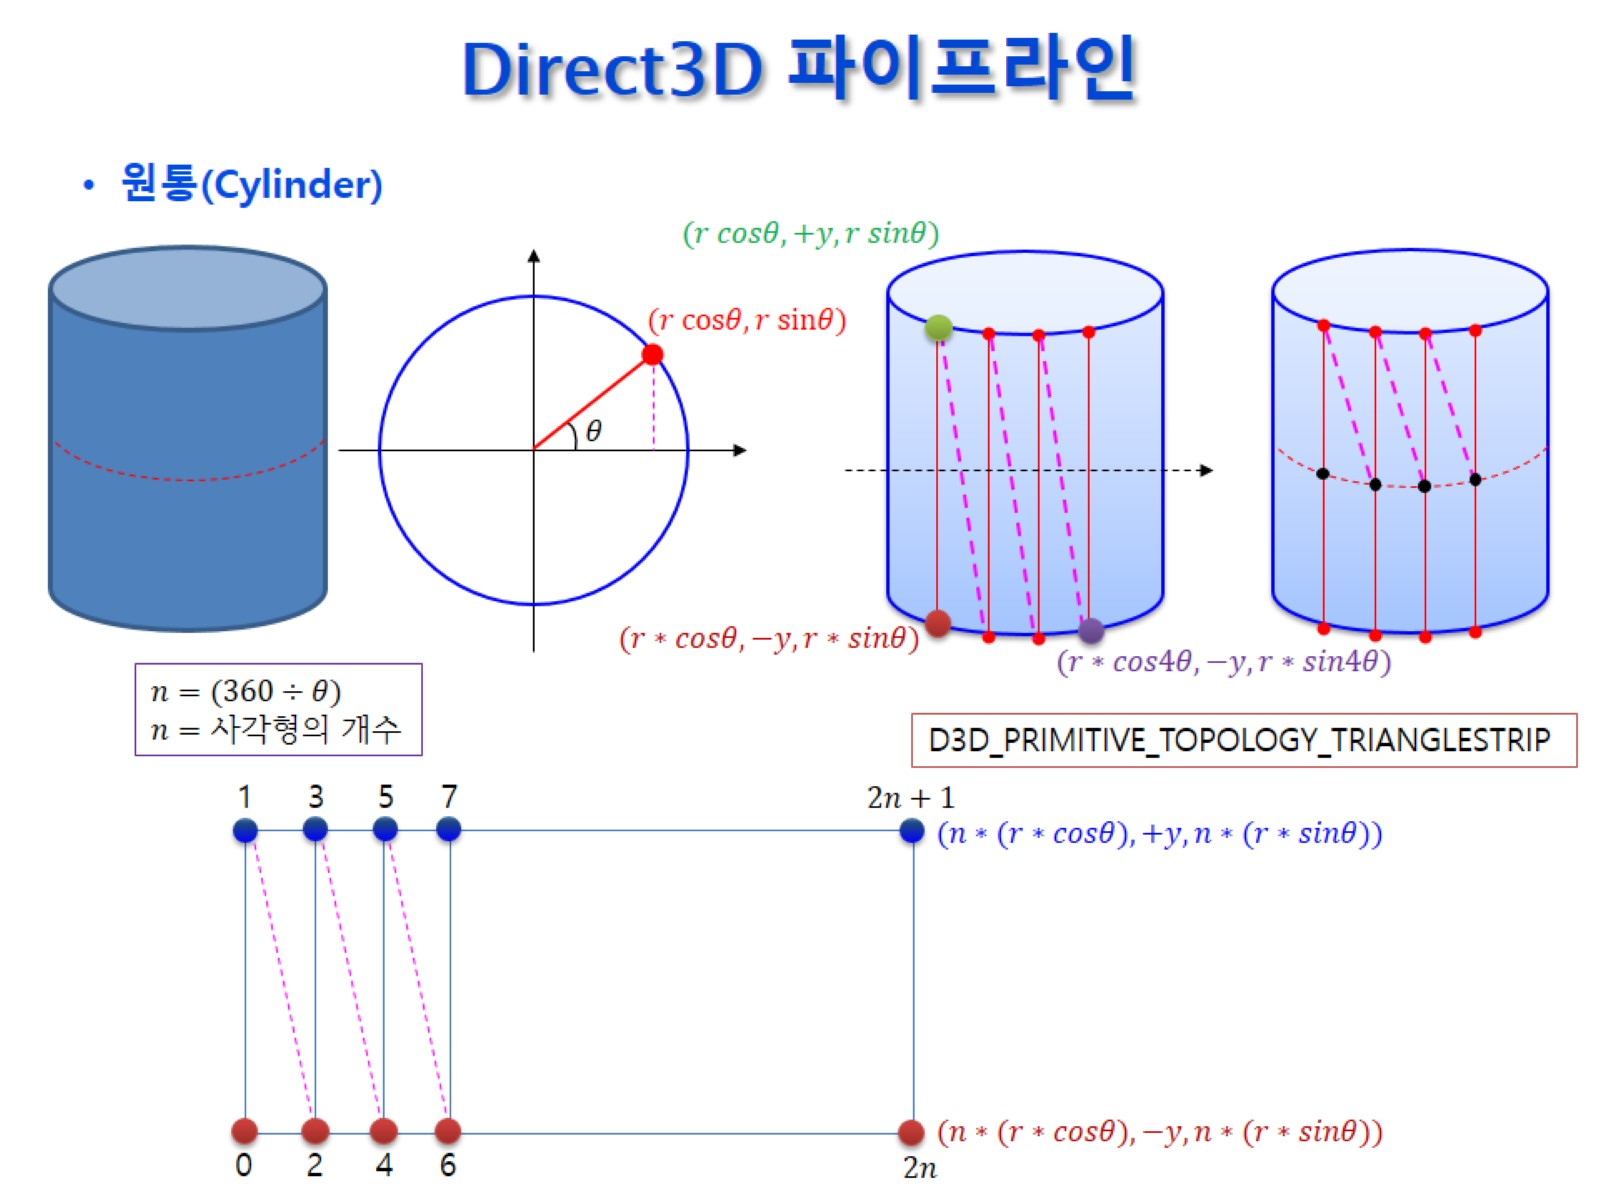 Direct3D 파이프라인
• 원통(Cylinder)
(r cosθ, +y, r sinθ)
(r cosθ, r sinθ)
θ
(r ∗ cosθ, −y, r ∗ sinθ)
(r ∗ cos4θ, −y, r ∗ sin4θ)
n = (360 ÷ θ)
n = 사각형의 개수
D3D_PRIMITIVE_TOPOLOGY_TRIANGLESTRIP
1 3 5 7 2n + 1
(n ∗ (r ∗ cosθ), +y, n ∗ (r ∗ sinθ))
(n ∗ (r ∗ cosθ), −y, n ∗ (r ∗ sinθ))
0 2 4 6 2n